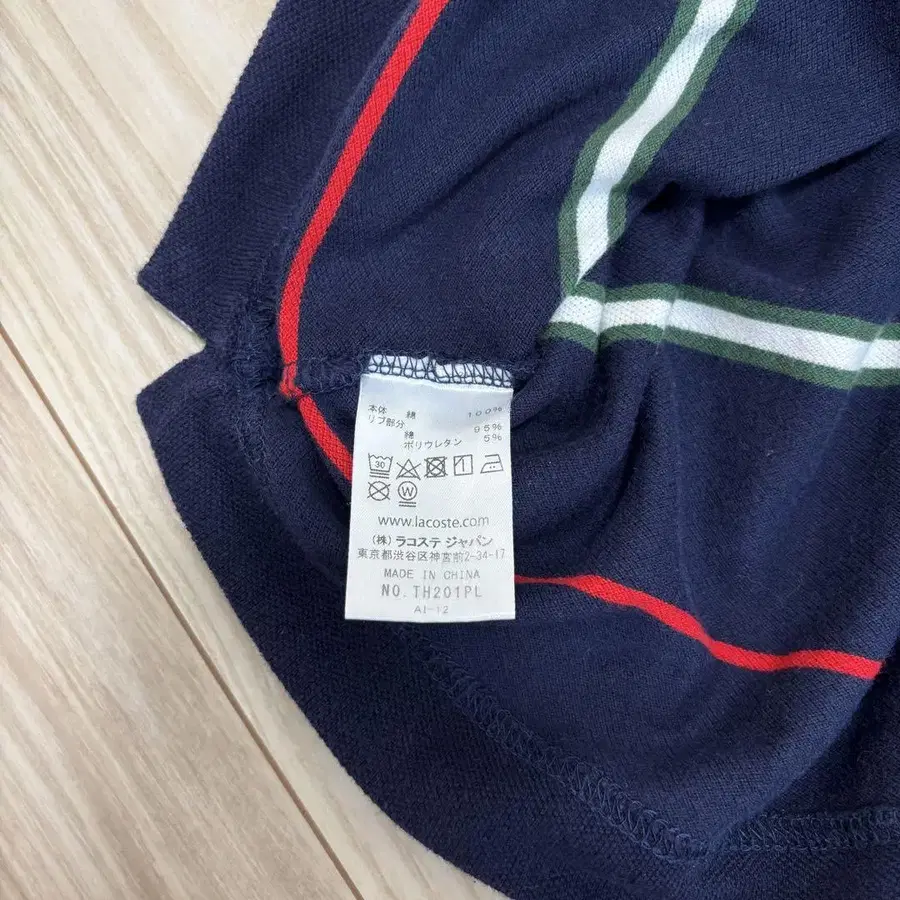 本体 綿 100%
リブ部分
綿 95%
ポリウレタン 5%
30
W
www.lacoste.com
(株) ラコステ ジャパン
東京都渋谷区神宮前2-34-17
MADE IN CHINA
NO. TH201PL
AI-12